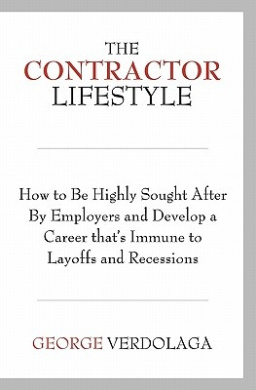 THE
CONTRACTOR
LIFESTYLE
How to Be Highly Sought After
By Employers and Develop a
Career that's Immune to
Layoffs and Recessions
GEORGE VERDOLAGA